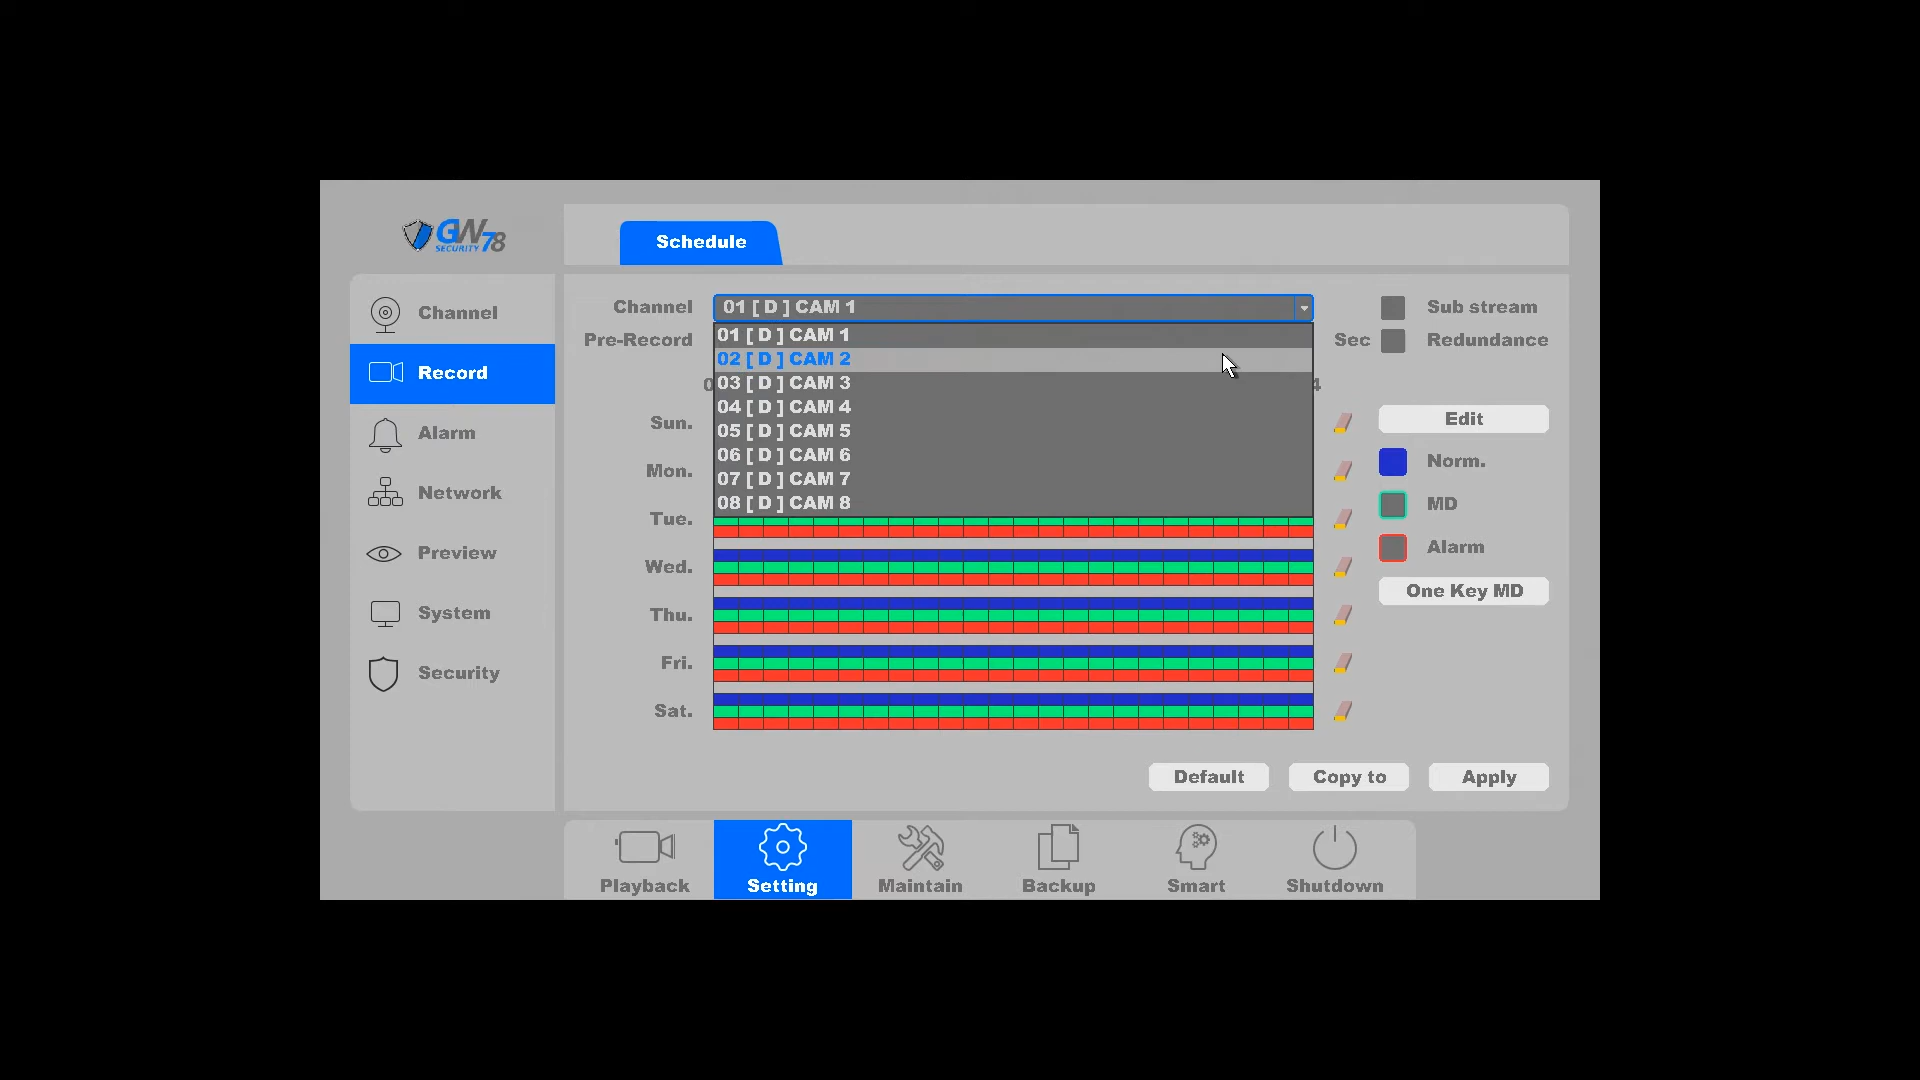 GW78
SECURITY
Schedule
Channel
Record
Alarm
Network
Preview
System
Security
Channel 01 [ D ] CAM 1 Sub stream
Pre-Record Sec Redundance
01 [ D ] CAM 1
02 [ D ] CAM 2
03 [ D ] CAM 3
04 [ D ] CAM 4
05 [ D ] CAM 5
06 [ D ] CAM 6
07 [ D ] CAM 7
08 [ D ] CAM 8
0 4
Sun.
Mon.
Tue.
Wed.
Thu.
Fri.
Sat.
Edit
Norm.
MD
Alarm
One Key MD
Default Copy to Apply
Playback Setting Maintain Backup Smart Shutdown